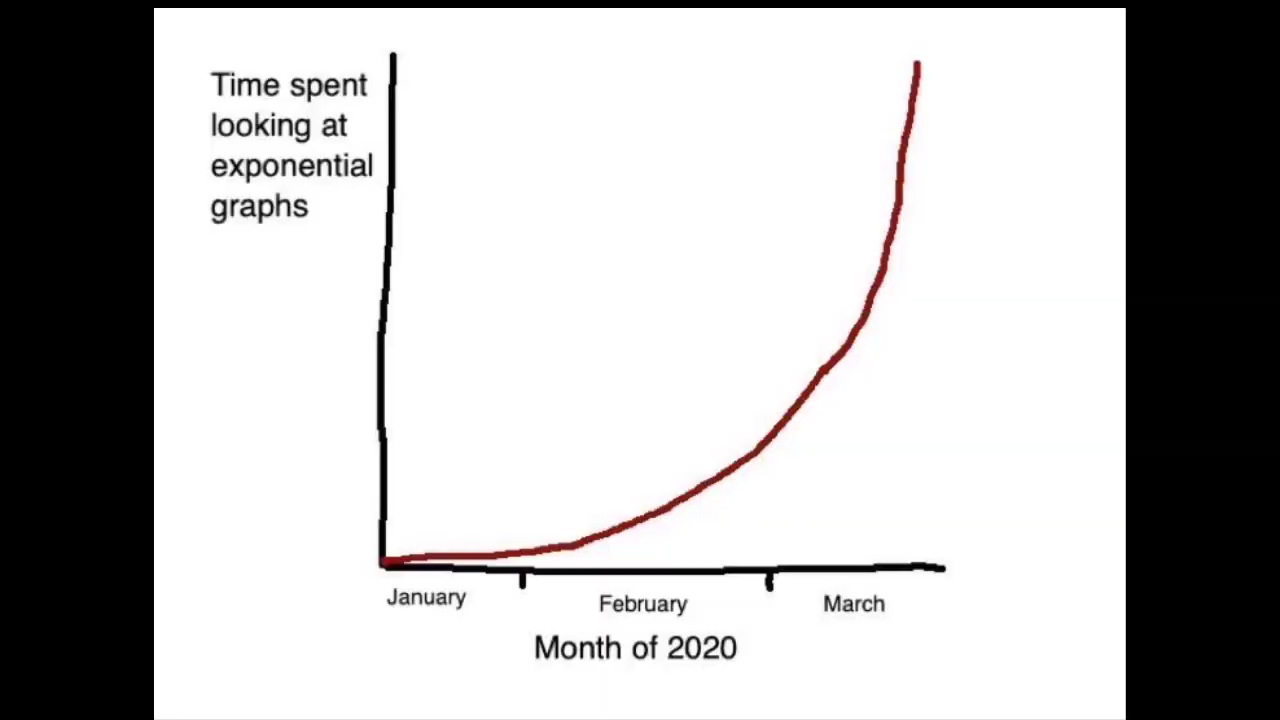 Time spent
looking at
exponential
graphs
January
February
March
Month of 2020